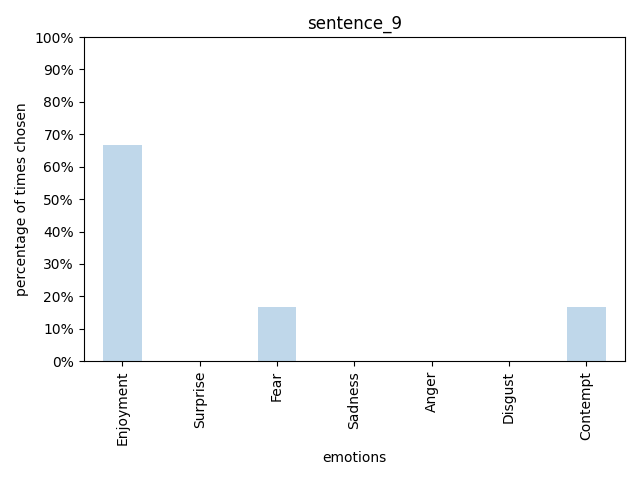 sentence_9
100%
90%
80%
70%
60%
50%
40%
30%
20%
10%
0%
percentage of times chosen
Enjoyment
Surprise
Fear
Sadness
Anger
Disgust
Contempt
emotions